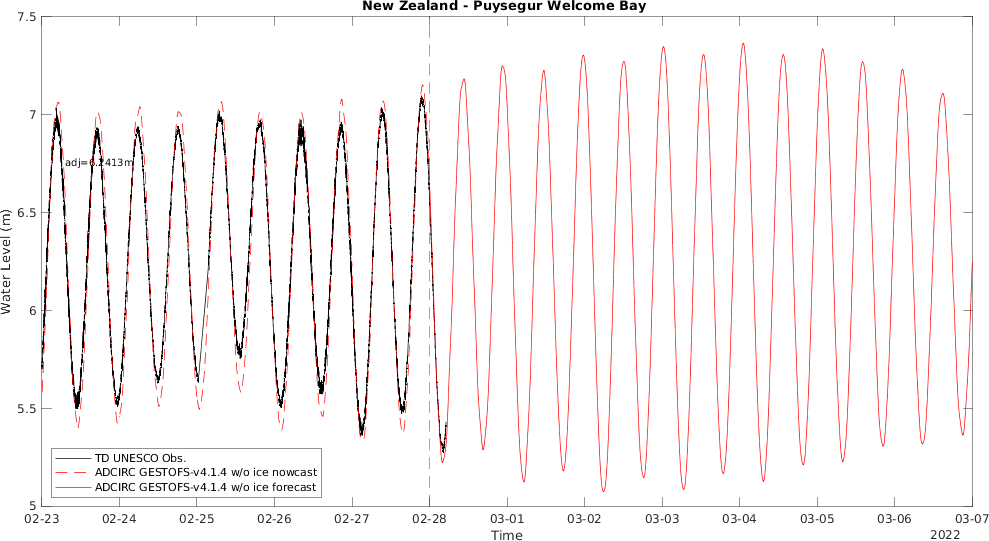 New Zealand - Puysegur Welcome Bay
7.5
7
6.5
6
5.5
5
Water Level (m)
adj=6.2413m
TD UNESCO Obs.
ADCIRC GESTOFS-v4.1.4 w/o ice nowcast
ADCIRC GESTOFS-v4.1.4 w/o ice forecast
02-23 02-24 02-25 02-26 02-27 02-28 03-01 03-02 03-03 03-04 03-05 03-06 03-07
Time
2022